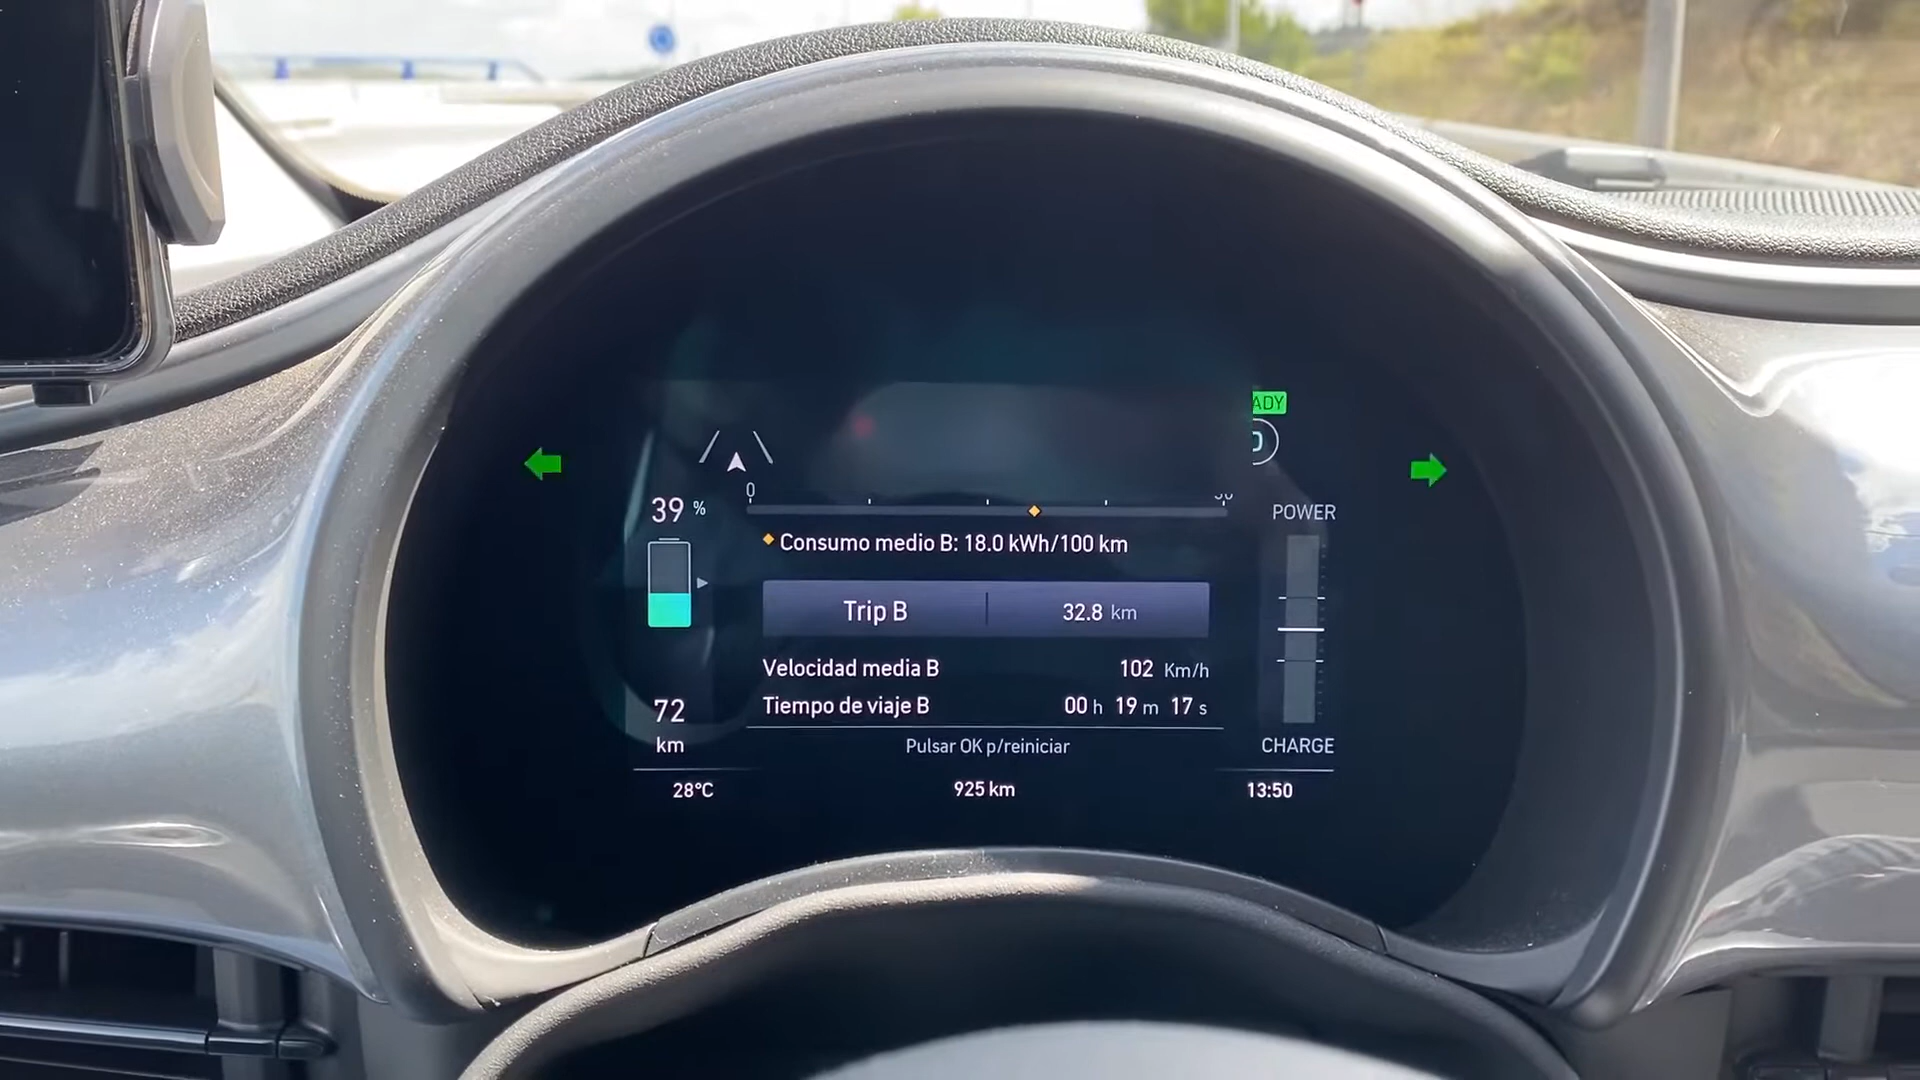 ADY
0
39 %
POWER
Consumo medio B: 18.0 kWh/100 km
Trip B 32.8 km
Velocidad media B 102 Km/h
Tiempo de viaje B 00 h 19 m 17 s
72
km
Pulsar OK p/reiniciar
CHARGE
28°C 925 km 13:50